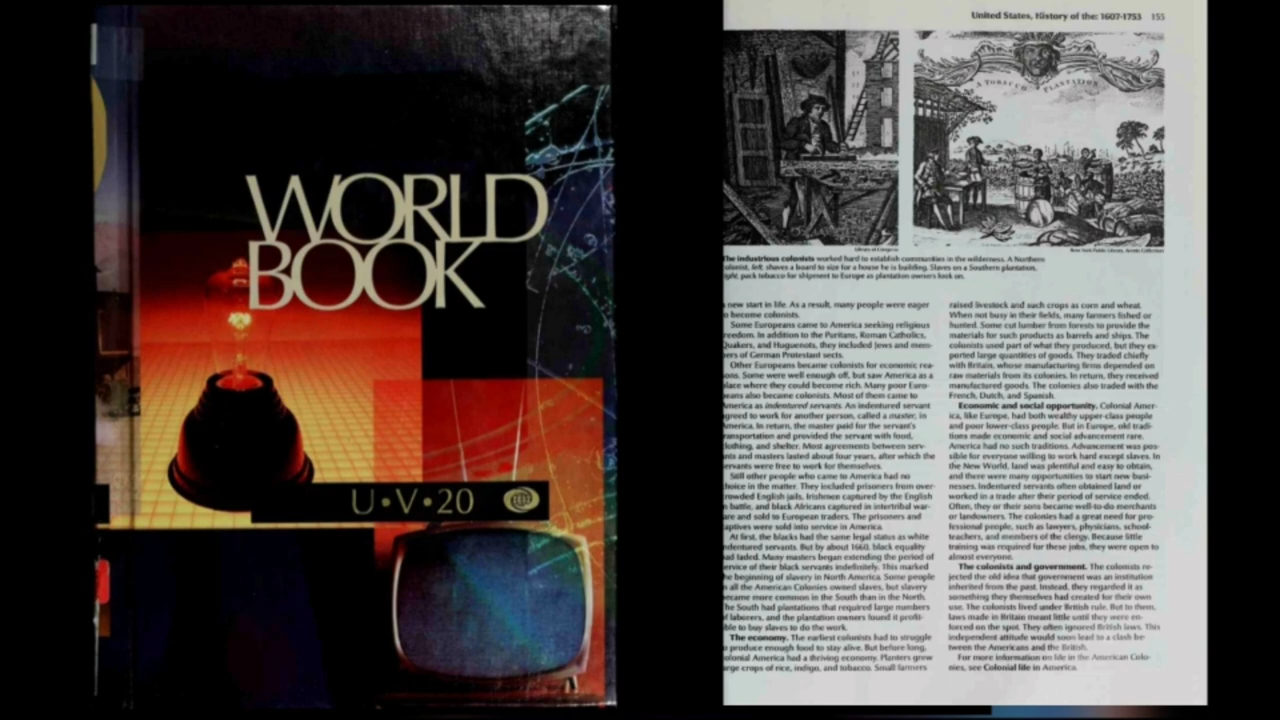 WORLD
BOOK
U•V•20
United States, History of the: 1607-1753 155
A TOBACCO PLANTATION
Library of Congress
New York Public Library, Arents Collection
The industrious colonists worked hard to establish communities in the wilderness. A Northern
colonist, left, shaves a board to size for a house he is building. Slaves on a Southern plantation,
right, pack tobacco for shipment to Europe as plantation owners look on.
a new start in life. As a result, many people were eager
to become colonists.
Some Europeans came to America seeking religious
freedom. In addition to the Puritans, Roman Catholics,
Quakers, and Huguenots, they included Jews and mem-
bers of German Protestant sects.
Other Europeans became colonists for economic rea-
sons. Some were well enough off, but saw America as a
place where they could become rich. Many poor Euro-
peans also became colonists. Most of them came to
America as indentured servants. An indentured servant
agreed to work for another person, called a master, in
America. In return, the master paid for the servant's
transportation and provided the servant with food,
clothing, and shelter. Most agreements between serv-
ants and masters lasted about four years, after which the
servants were free to work for themselves.
Still other people who came to America had no
choice in the matter. They included prisoners from over-
crowded English jails, Irishmen captured by the English
in battle, and black Africans captured in intertribal war-
fare and sold to European traders. The prisoners and
captives were sold into service in America.
At first, the blacks had the same legal status as white
indentured servants. But by about 1660, black equality
had faded. Many masters began extending the period of
service of their black servants indefinitely. This marked
the beginning of slavery in North America. Some people
in all the American Colonies owned slaves, but slavery
became more common in the South than in the North.
The South had plantations that required large numbers
of laborers, and the plantation owners found it profit-
able to buy slaves to do the work.
The economy. The earliest colonists had to struggle
to produce enough food to stay alive. But before long,
colonial America had a thriving economy. Planters grew
large crops of rice, indigo, and tobacco. Small farmers
raised livestock and such crops as corn and wheat.
When not busy in their fields, many farmers fished or
hunted. Some cut lumber from forests to provide the
materials for such products as barrels and ships. The
colonists used part of what they produced, but they ex-
ported large quantities of goods. They traded chiefly
with Britain, whose manufacturing firms depended on
raw materials from its colonies. In return, they received
manufactured goods. The colonies also traded with the
French, Dutch, and Spanish.
Economic and social opportunity. Colonial Amer-
ica, like Europe, had both wealthy upper-class people
and poor lower-class people. But in Europe, old tradi-
tions made economic and social advancement rare.
America had no such traditions. Advancement was pos-
sible for everyone willing to work hard except slaves. In
the New World, land was plentiful and easy to obtain,
and there were many opportunities to start new busi-
nesses. Indentured servants often obtained land or
worked in a trade after their period of service ended.
Often, they or their sons became well-to-do merchants
or landowners. The colonies had a great need for pro-
fessional people, such as lawyers, physicians, school-
teachers, and members of the clergy. Because little
training was required for these jobs, they were open to
almost everyone.
The colonists and government. The colonists re-
jected the old idea that government was an institution
inherited from the past. Instead, they regarded it as
something they themselves had created for their own
use. The colonists lived under British rule. But to them,
laws made in Britain meant little until they were en-
forced on the spot. They often ignored British laws. This
independent attitude would soon lead to a clash be-
tween the Americans and the British.
For more information on life in the American Colo-
nies, see Colonial life in America.